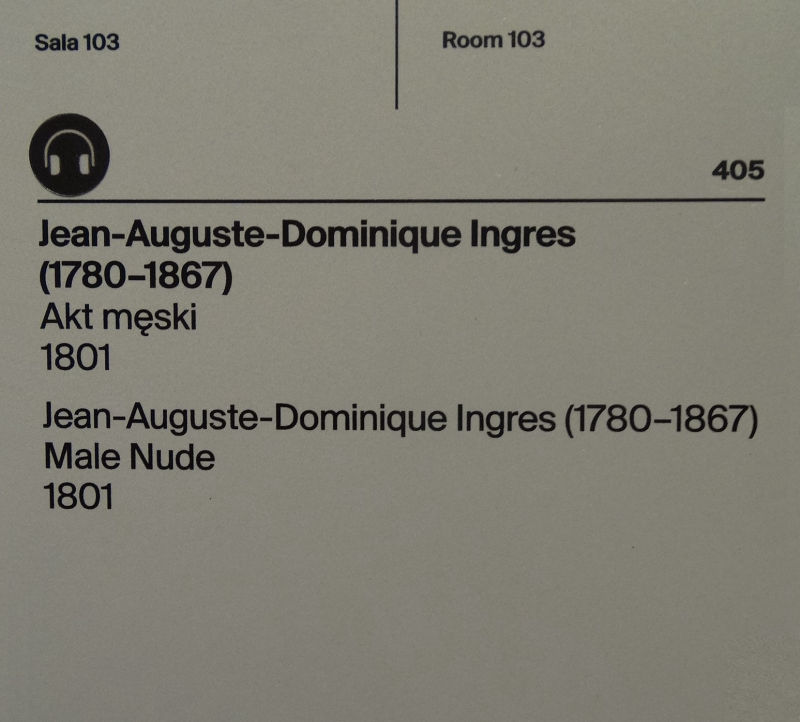 Sala 103
Room 103
405
Jean-Auguste-Dominique Ingres
(1780–1867)
Akt męski
1801
Jean-Auguste-Dominique Ingres (1780–1867)
Male Nude
1801